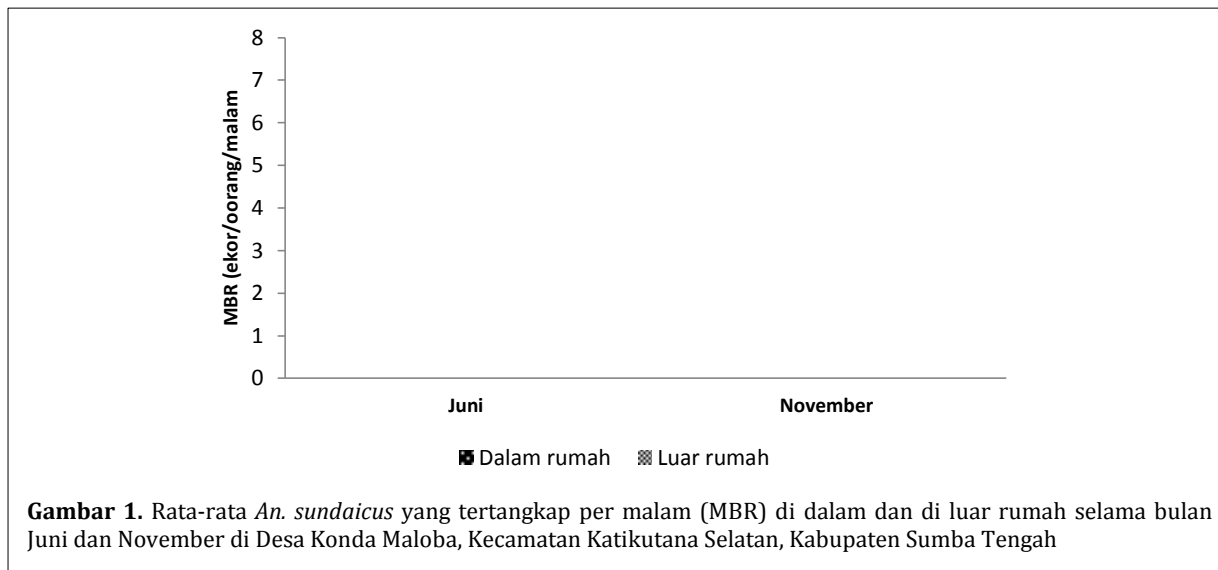 8
7
6
5
4
3
2
1
0
MBR (ekor/oorang/malam
Juni November
Dalam rumah Luar rumah
Gambar 1. Rata-rata An. sundaicus yang tertangkap per malam (MBR) di dalam dan di luar rumah selama bulan
Juni dan November di Desa Konda Maloba, Kecamatan Katikutana Selatan, Kabupaten Sumba Tengah